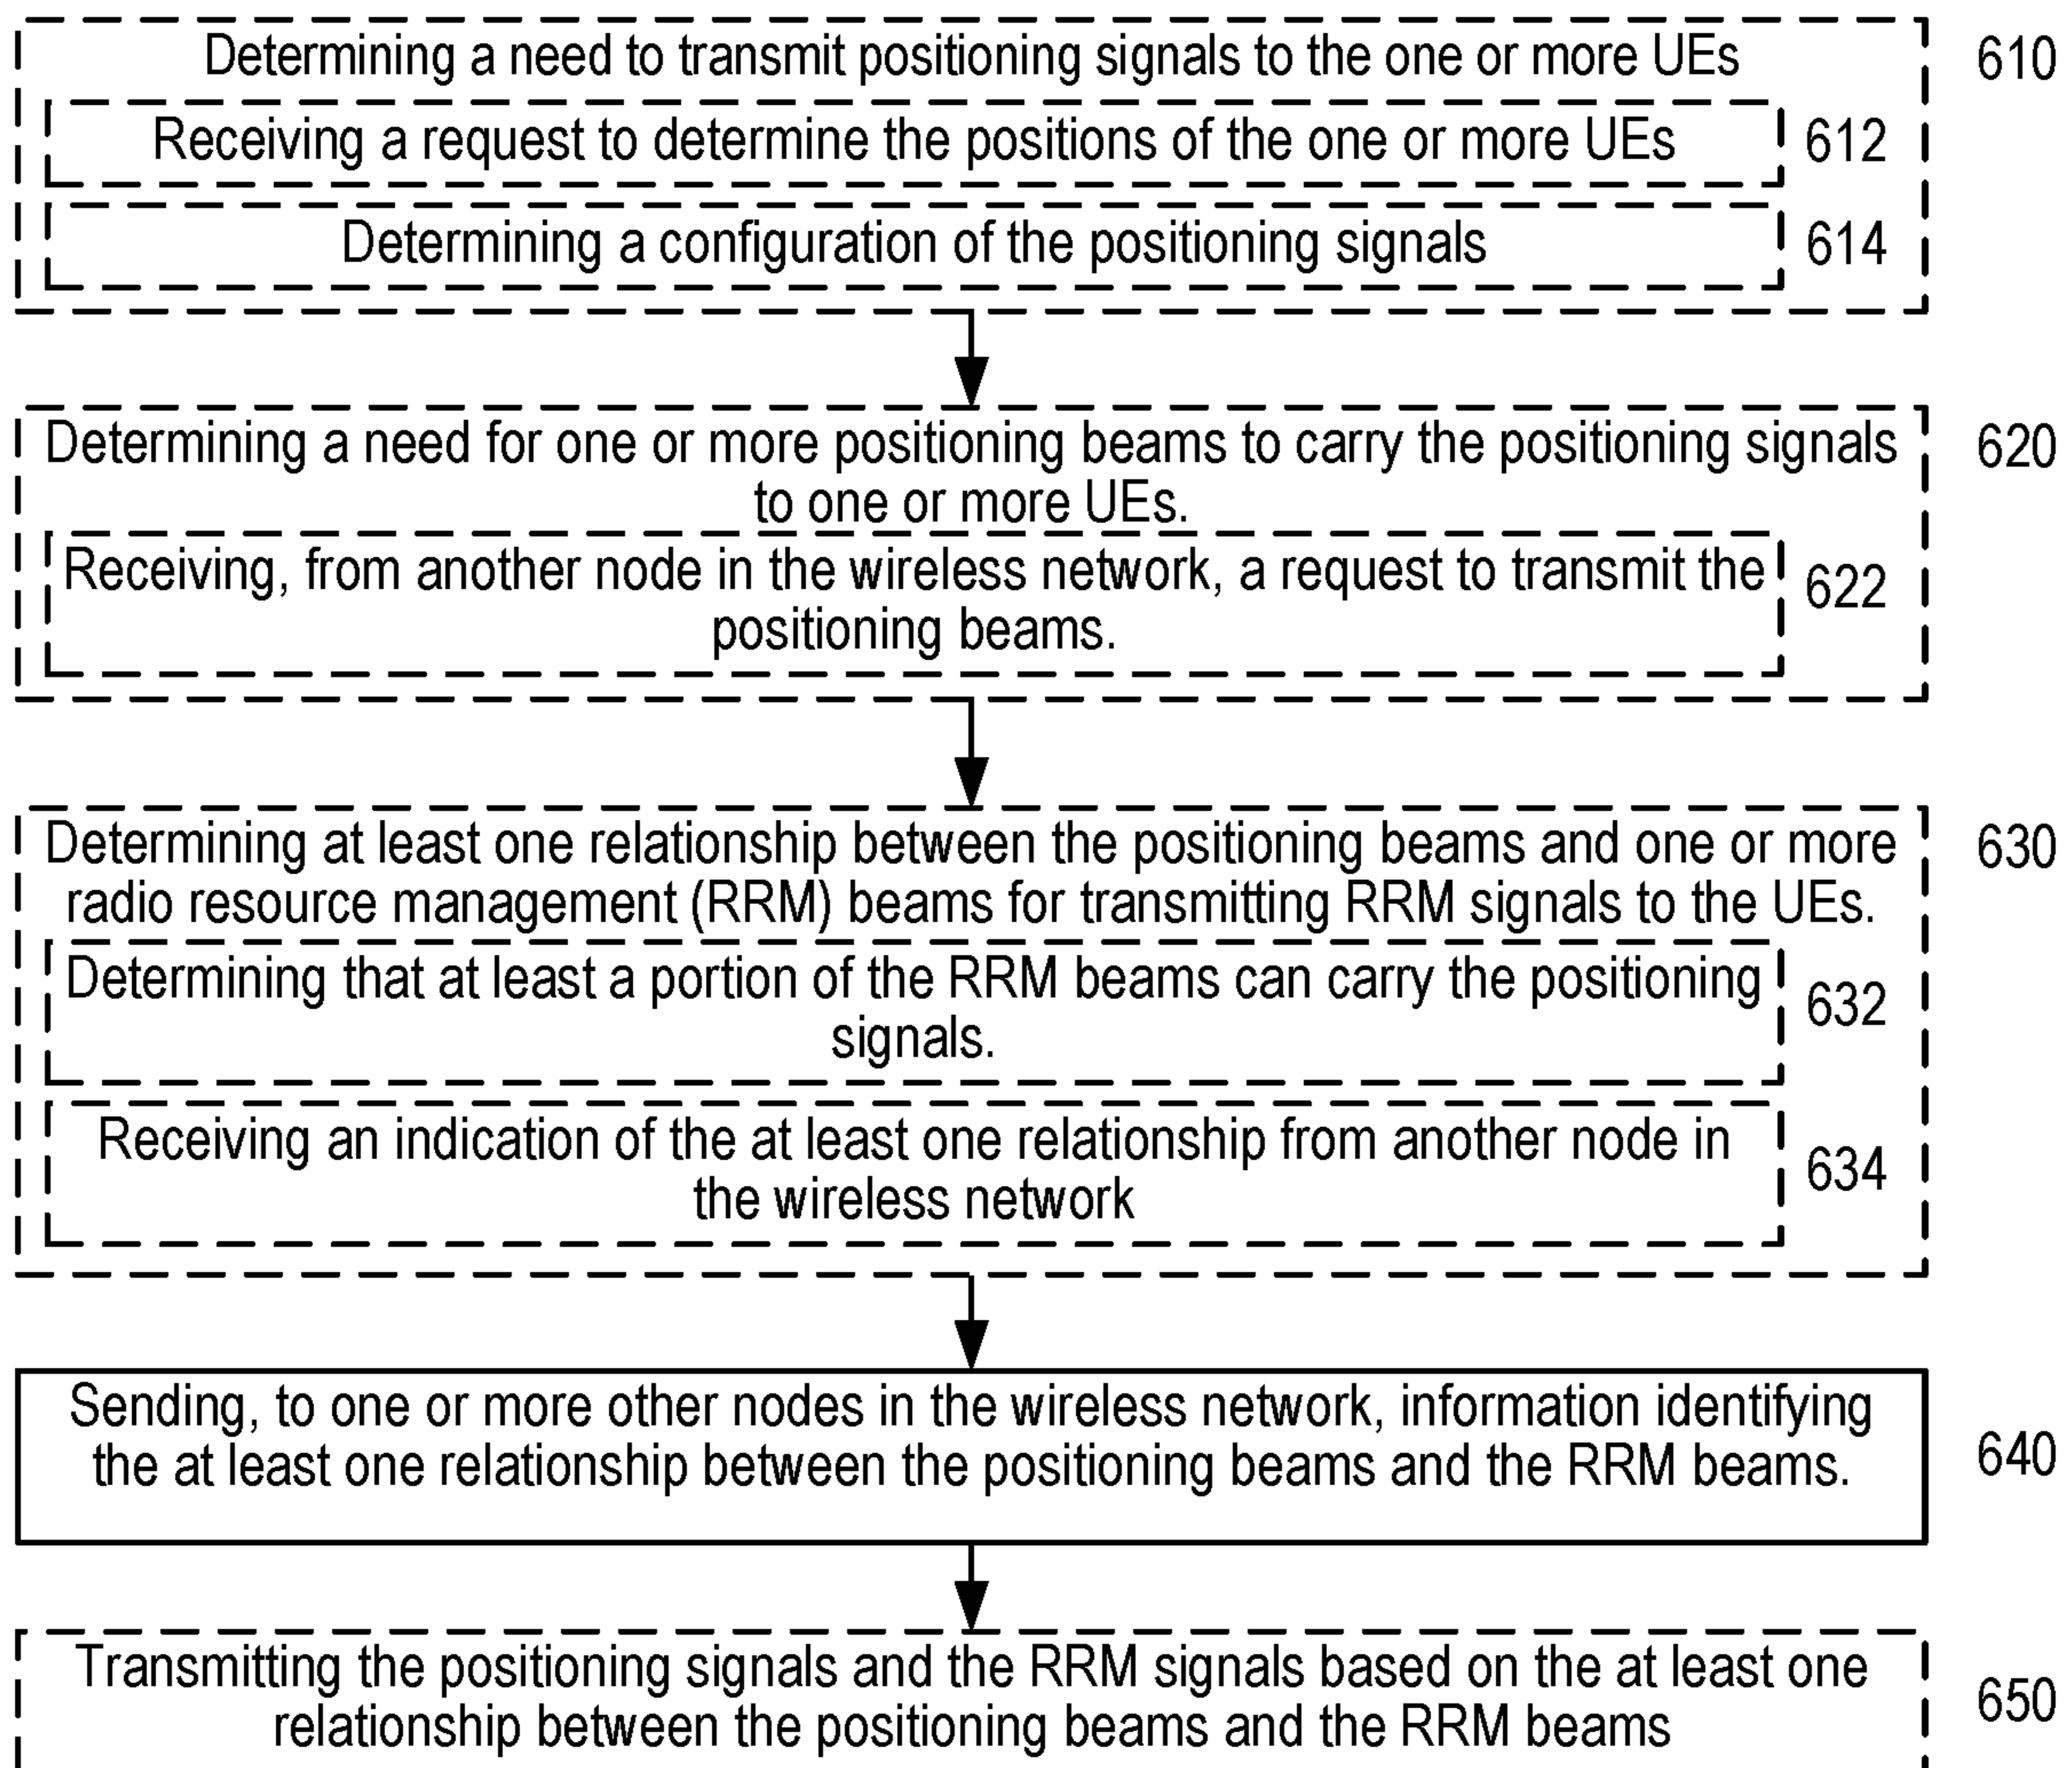 Determining a need to transmit positioning signals to the one or more UEs
610
Receiving a request to determine the positions of the one or more UEs
612
Determining a configuration of the positioning signals
614
Determining a need for one or more positioning beams to carry the positioning signals
to one or more UEs.
620
Receiving, from another node in the wireless network, a request to transmit the
positioning beams.
622
Determining at least one relationship between the positioning beams and one or more
radio resource management (RRM) beams for transmitting RRM signals to the UEs.
630
Determining that at least a portion of the RRM beams can carry the positioning
signals.
632
Receiving an indication of the at least one relationship from another node in
the wireless network
634
Sending, to one or more other nodes in the wireless network, information identifying
the at least one relationship between the positioning beams and the RRM beams.
640
Transmitting the positioning signals and the RRM signals based on the at least one
relationship between the positioning beams and the RRM beams
650